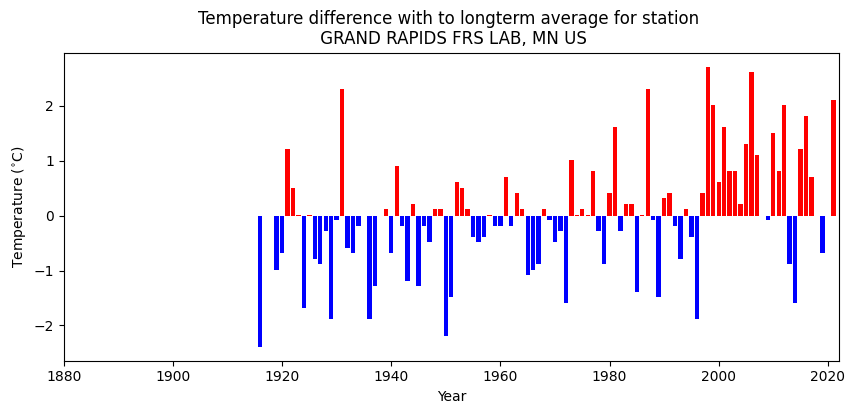 Temperature difference with to longterm average for station
GRAND RAPIDS FRS LAB, MN US
Temperature (°C)
2
1
0
−1
−2
1880 1900 1920 1940 1960 1980 2000 2020
Year